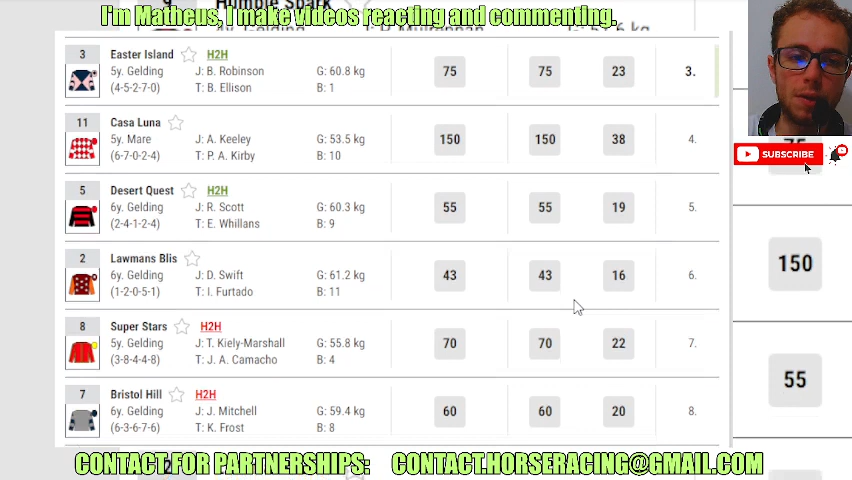 I'm Matheus, I make videos reacting and commenting.
Humble Spark
3 Easter Island H2H
5y. Gelding J: B. Robinson G: 60.8 kg 75 75 23 3.
(4-5-2-7-0) T: B. Ellison B: 1
11 Casa Luna
5y. Mare J: A. Keeley G: 53.5 kg 150 150 38 4.
(6-7-0-2-4) T: P. A. Kirby B: 10
SUBSCRIBE
5 Desert Quest H2H
6y. Gelding J: R. Scott G: 60.3 kg 55 55 19 5.
(2-4-1-2-4) T: E. Whillans B: 9
150
2 Lawmans Blis
6y. Gelding J: D. Swift G: 61.2 kg 43 43 16 6.
(1-2-0-5-1) T: I. Furtado B: 11
8 Super Stars H2H
5y. Gelding J: T. Kiely-Marshall G: 55.8 kg 70 70 22 7.
(3-8-4-4-8) T: J. A. Camacho B: 4
55
7 Bristol Hill H2H
6y. Gelding J: J. Mitchell G: 59.4 kg 60 60 20 8.
(6-3-6-7-6) T: K. Frost B: 8
CONTACT FOR PARTNERSHIPS: CONTACT.HORSERACING@GMAIL.COM